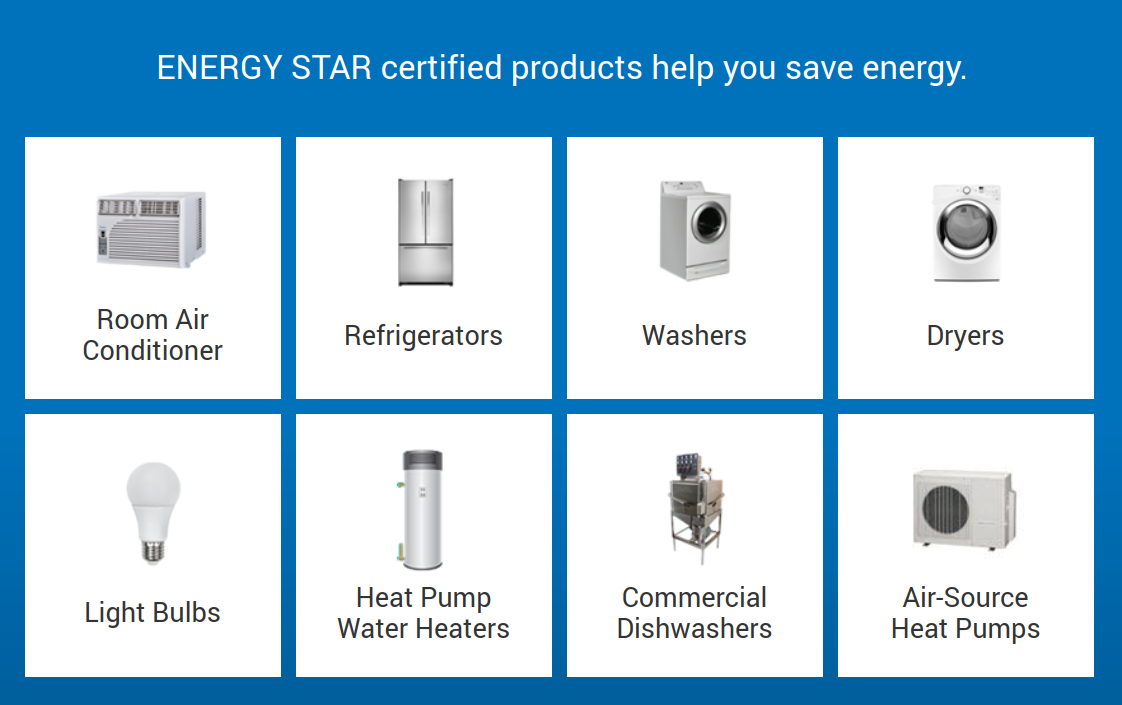 ENERGY STAR certified products help you save energy.
Room Air
Conditioner
Refrigerators
Washers
Dryers
Light Bulbs
Heat Pump
Water Heaters
Commercial
Dishwashers
Air-Source
Heat Pumps